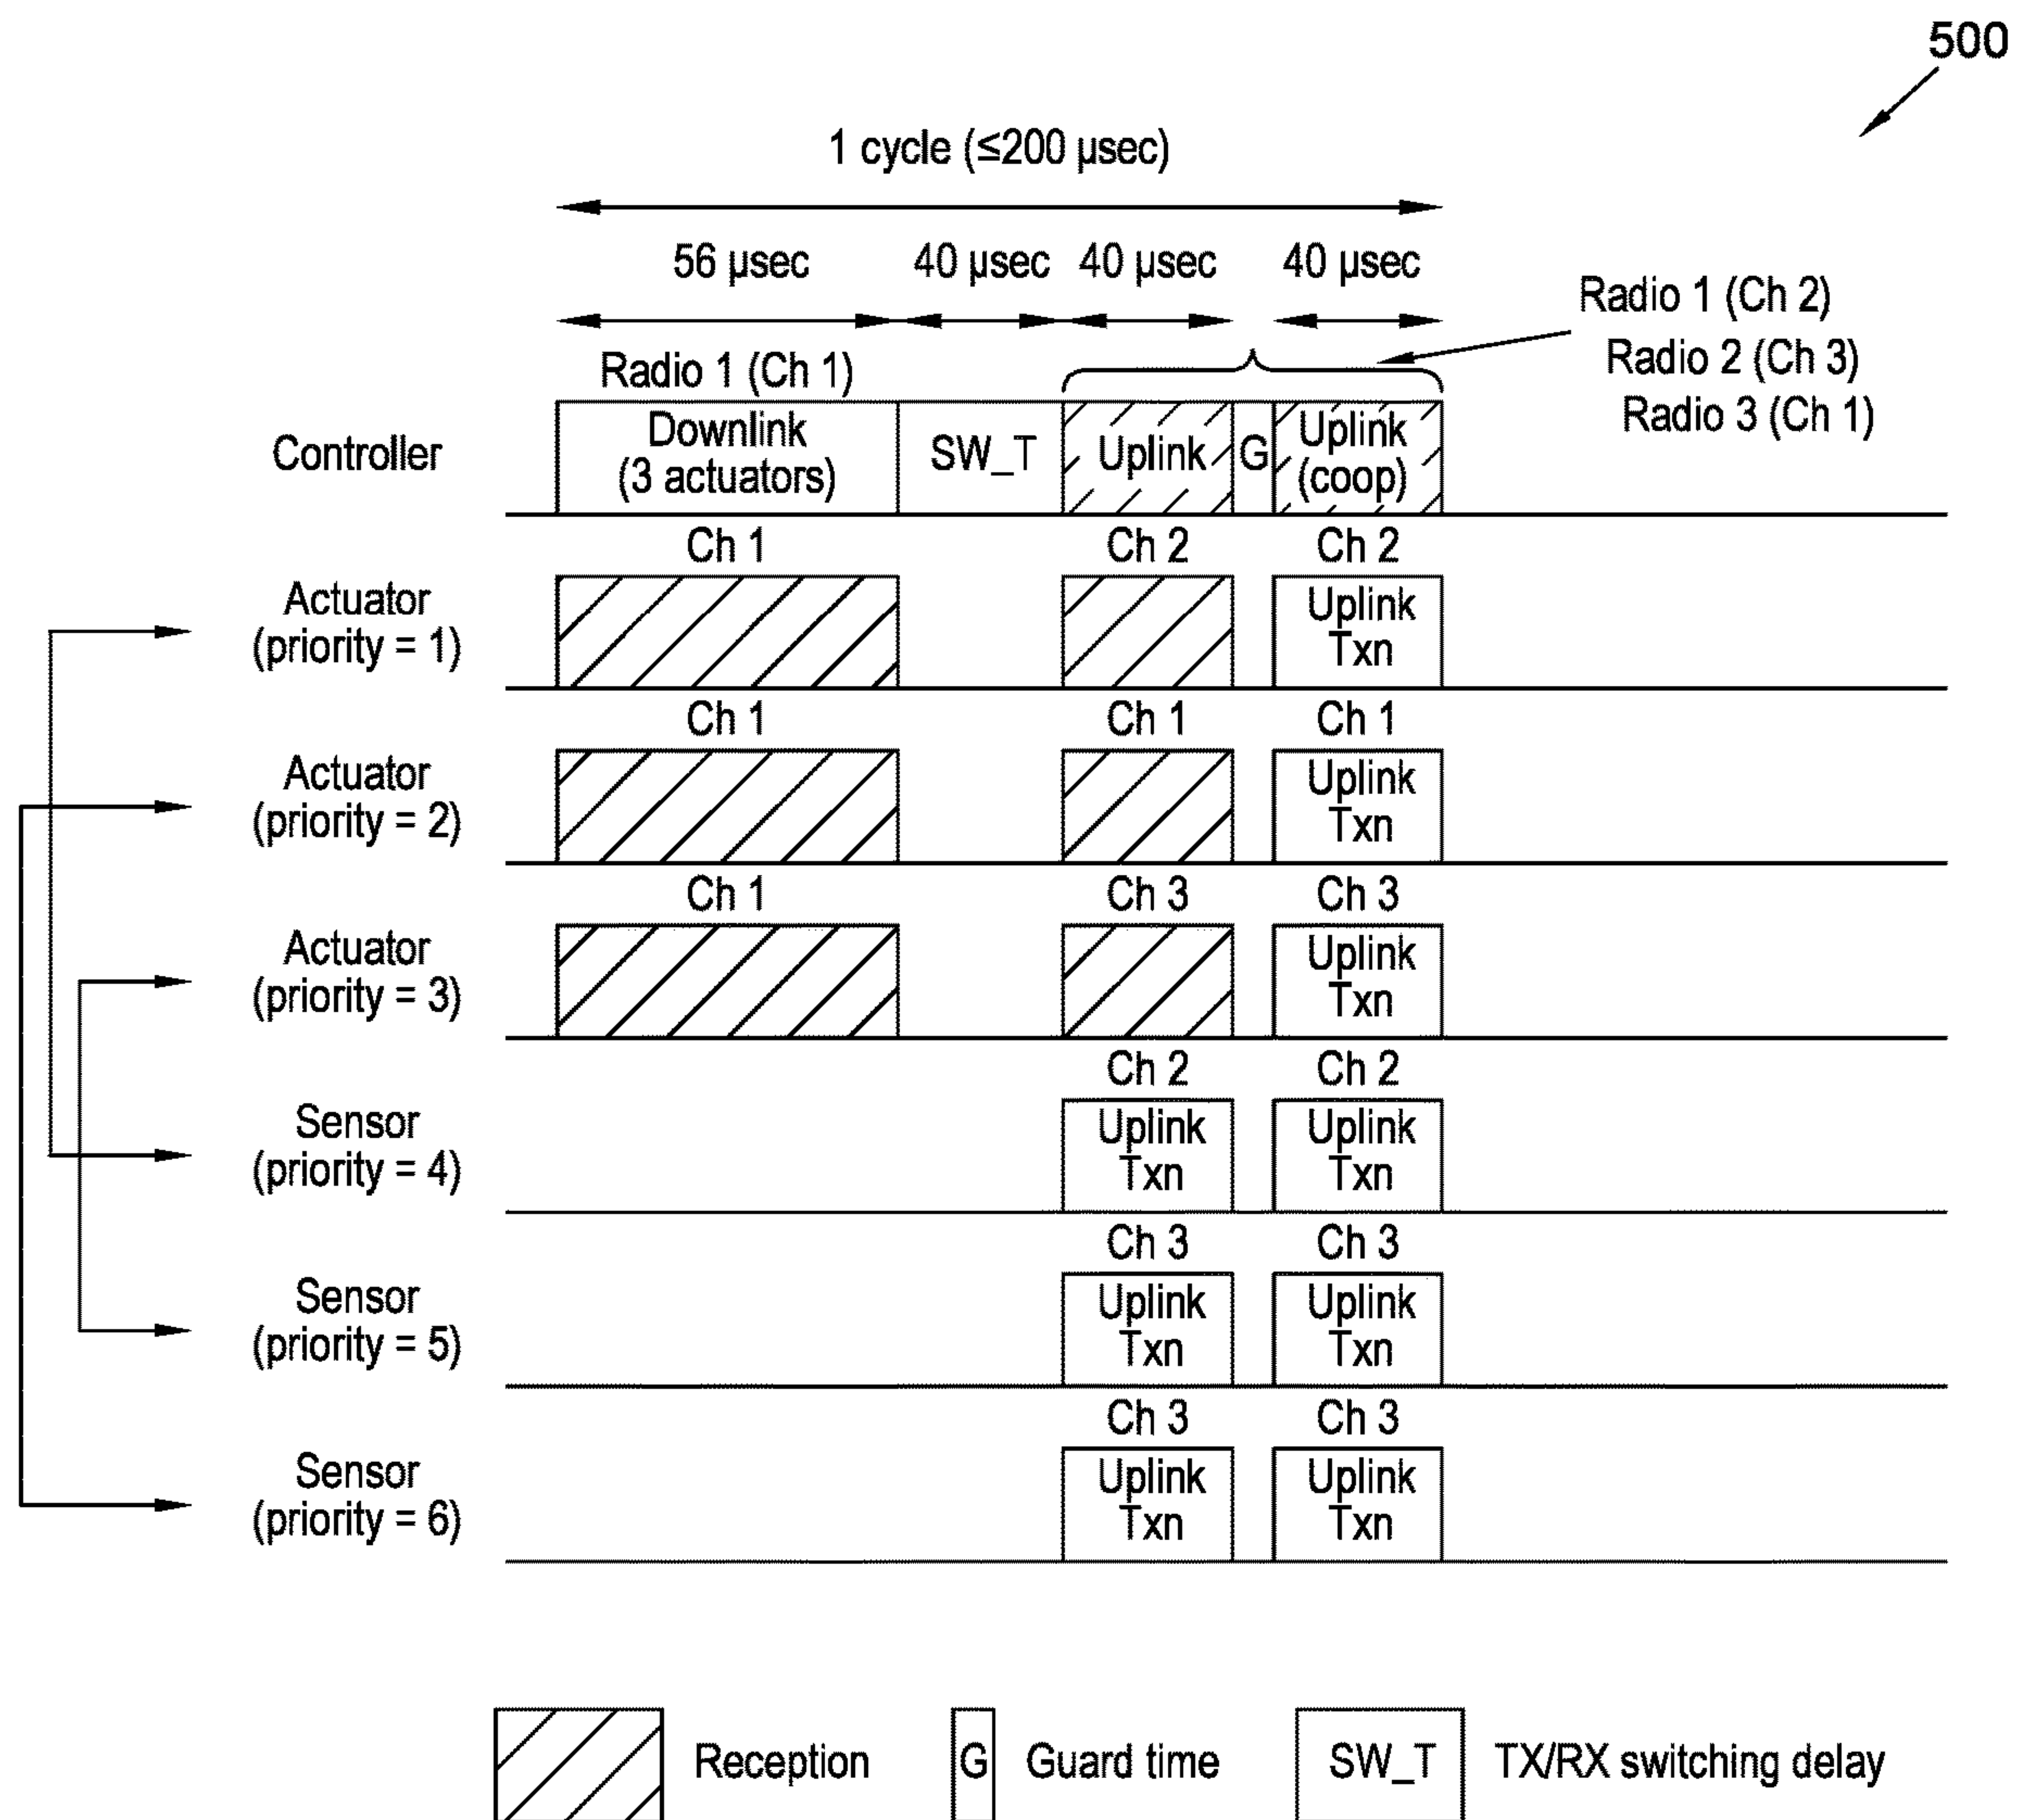 500
1 cycle (≤200 µsec)
56 µsec 40 µsec 40 µsec 40 µsec
Radio 1 (Ch 2)
Radio 2 (Ch 3)
Radio 3 (Ch 1)
Radio 1 (Ch 1)
Controller
Downlink
(3 actuators)
SW_T
Uplink
G
Uplink
(coop)
Ch 1 Ch 2 Ch 2
Actuator
(priority = 1)
Uplink
Txn
Ch 1 Ch 1 Ch 1
Actuator
(priority = 2)
Uplink
Txn
Ch 1 Ch 3 Ch 3
Actuator
(priority = 3)
Uplink
Txn
Ch 2 Ch 2
Sensor
(priority = 4)
Uplink
Txn
Uplink
Txn
Ch 3 Ch 3
Sensor
(priority = 5)
Uplink
Txn
Uplink
Txn
Ch 3 Ch 3
Sensor
(priority = 6)
Uplink
Txn
Uplink
Txn
Reception
G Guard time
SW_T TX/RX switching delay